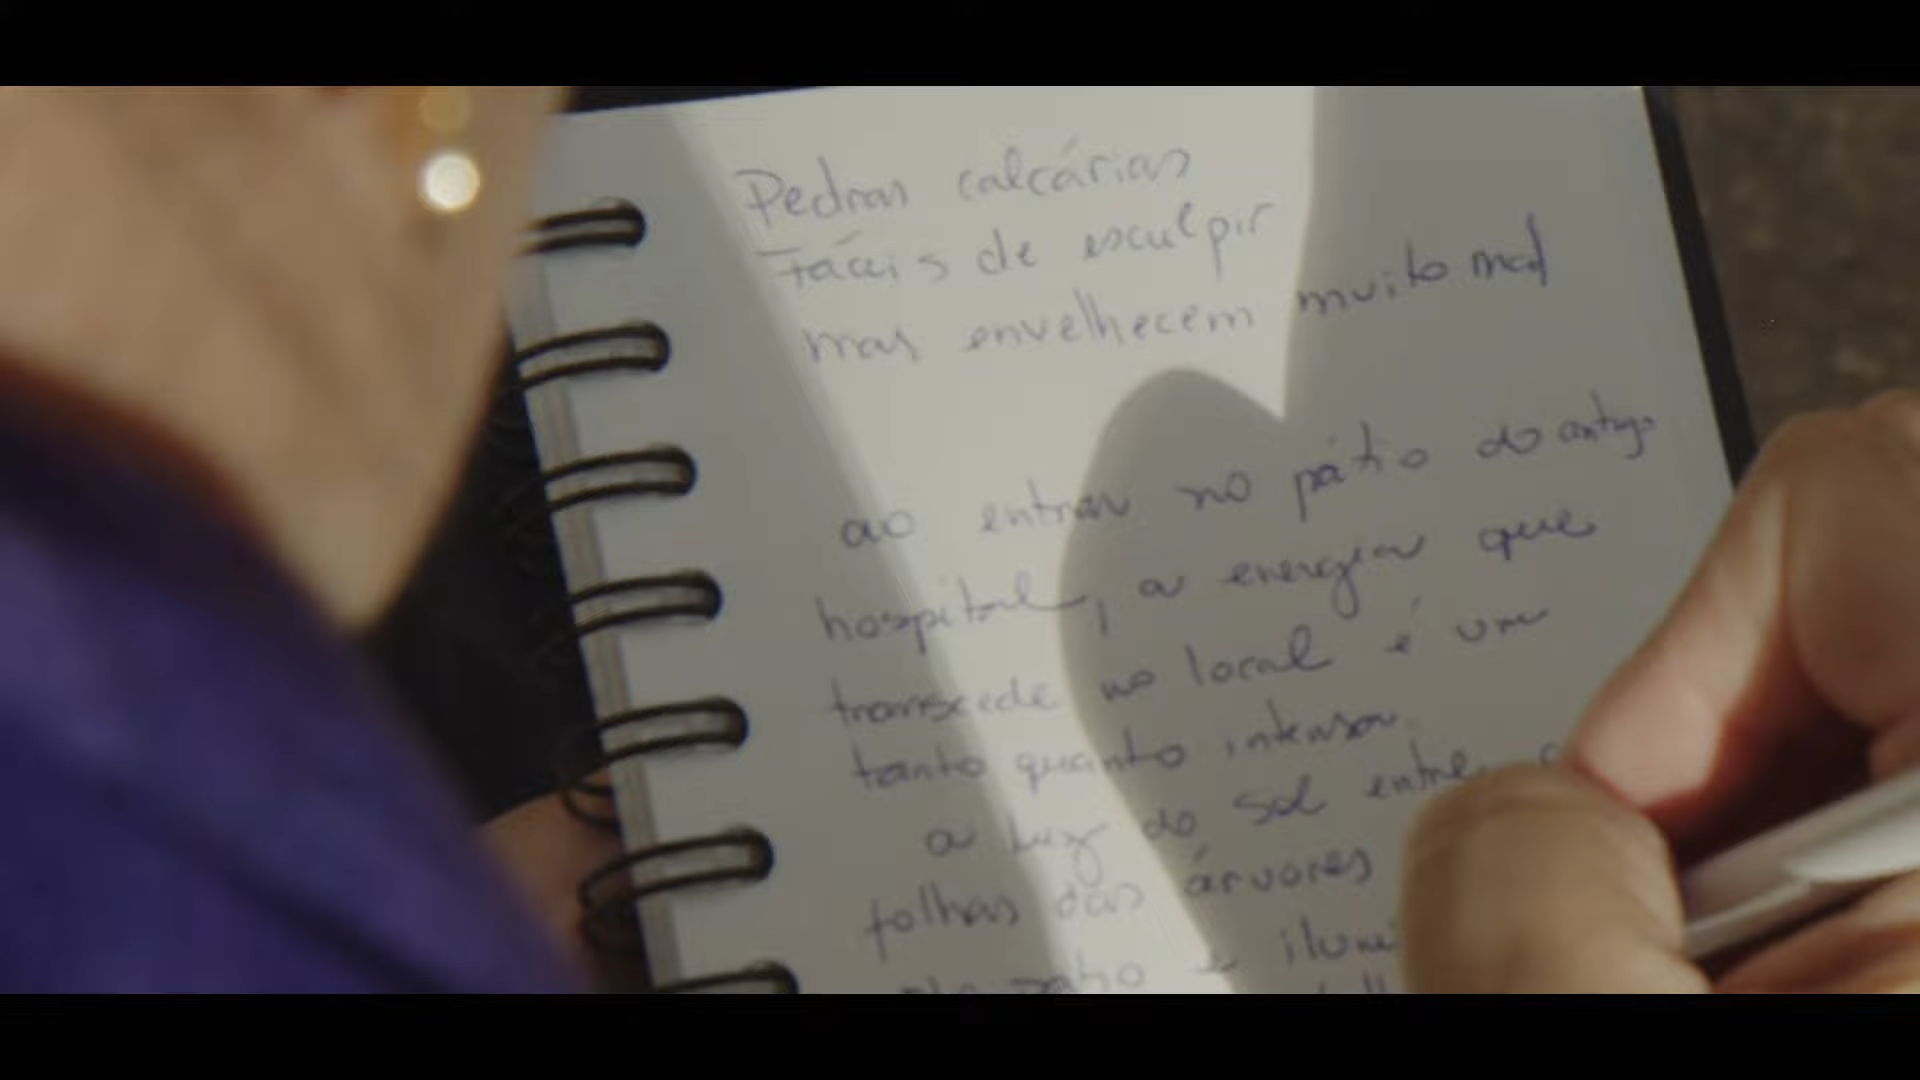 Pedras calcárias
Fáceis de esculpir
mas envelhecem muito mal
ao entrar no pátio do antigo
hospital, a energia que
transcede no local é um
tanto quanto intensa.
a luz do sol entre
folhas das árvores